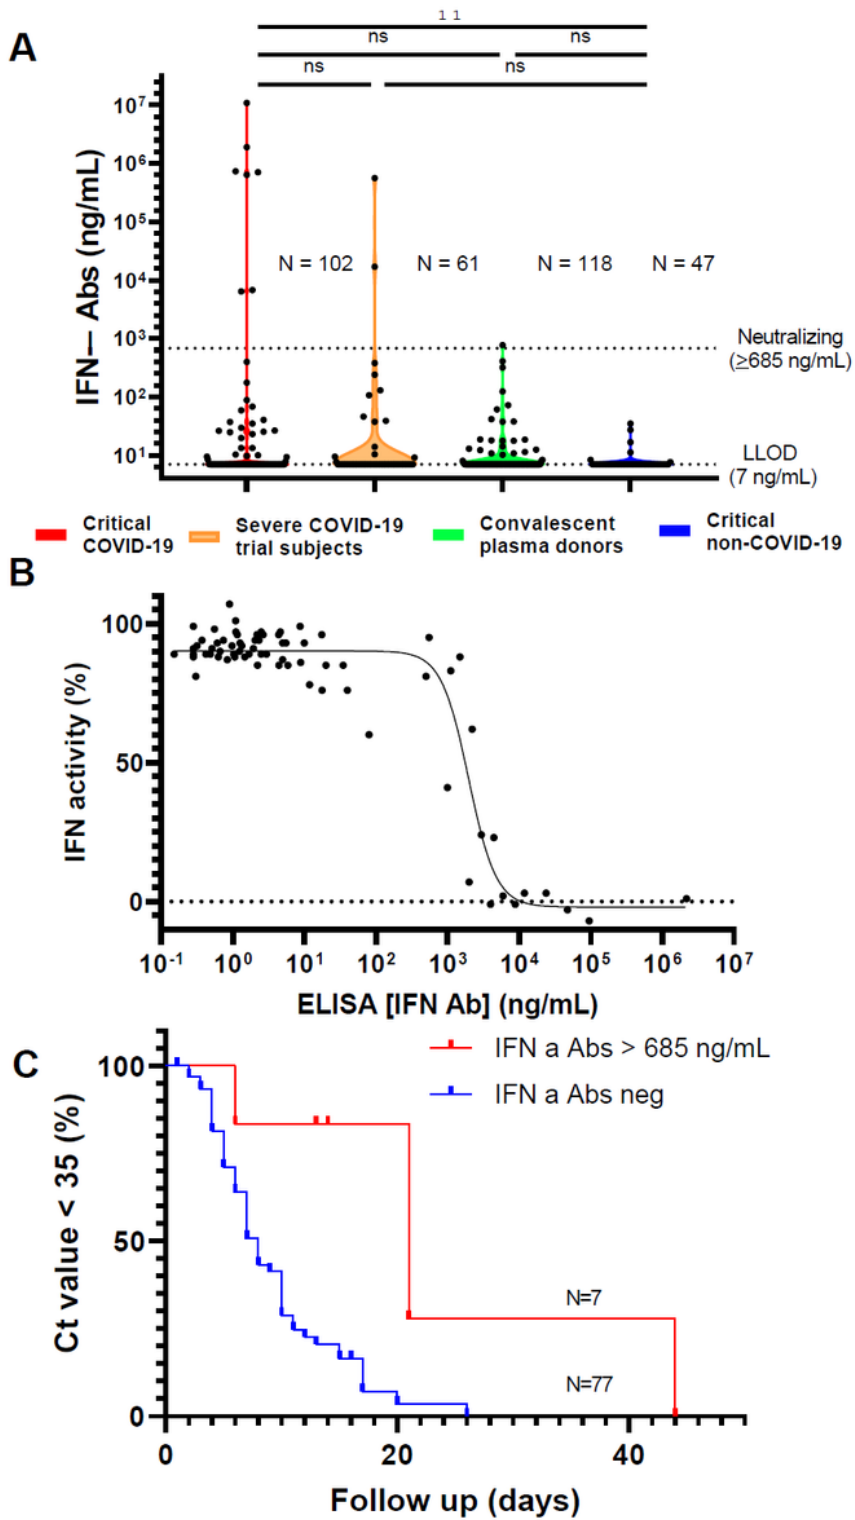 1 1
A
ns
ns
ns
ns
10⁷
10⁶
10⁵
10⁴
10³
10²
10¹
IFN— Abs (ng/mL)
N = 102
N = 61
N = 118
N = 47
Neutralizing
(≥685 ng/mL)
LLOD
(7 ng/mL)
Critical
COVID-19
Severe COVID-19
trial subjects
Convalescent
plasma donors
Critical
non-COVID-19
B
100
50
0
IFN activity (%)
10⁻¹ 10⁰ 10¹ 10² 10³ 10⁴ 10⁵ 10⁶ 10⁷
ELISA [IFN Ab] (ng/mL)
C
IFN a Abs > 685 ng/mL
IFN a Abs neg
100
50
0
Ct value < 35 (%)
N=7
N=77
0 20 40
Follow up (days)